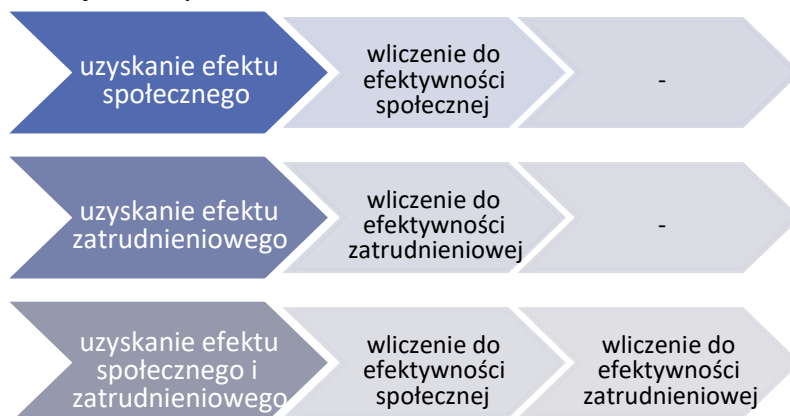 uzyskanie efektu
społecznego
wliczenie do
efektywności
społecznej
-
uzyskanie efektu
zatrudnieniowego
wliczenie do
efektywności
zatrudnieniowej
-
uzyskanie efektu
społecznego i
zatrudnieniowego
wliczenie do
efektywności
społecznej
wliczenie do
efektywności
zatrudnieniowej